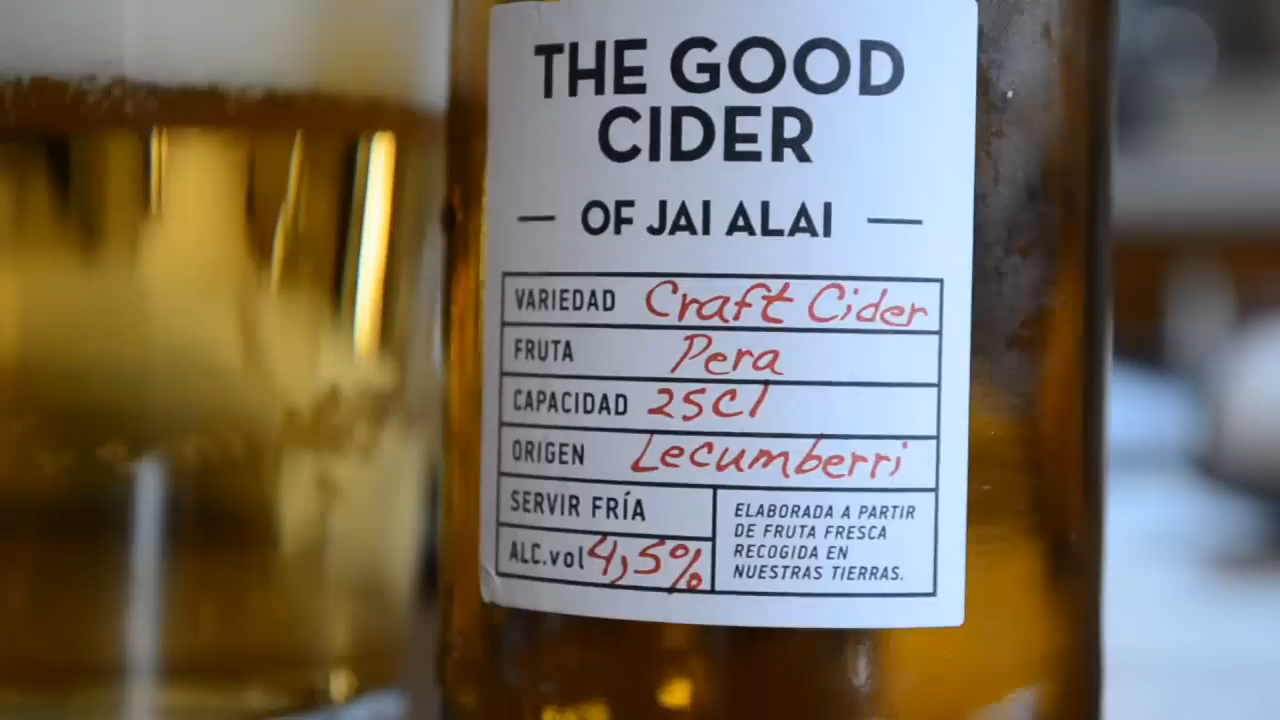 THE GOOD
CIDER
— OF JAI ALAI —
VARIEDAD Craft Cider
FRUTA Pera
CAPACIDAD 25Cl
ORIGEN Lecumberri
SERVIR FRÍA
ALC.vol 4,5%
ELABORADA A PARTIR
DE FRUTA FRESCA
RECOGIDA EN
NUESTRAS TIERRAS.